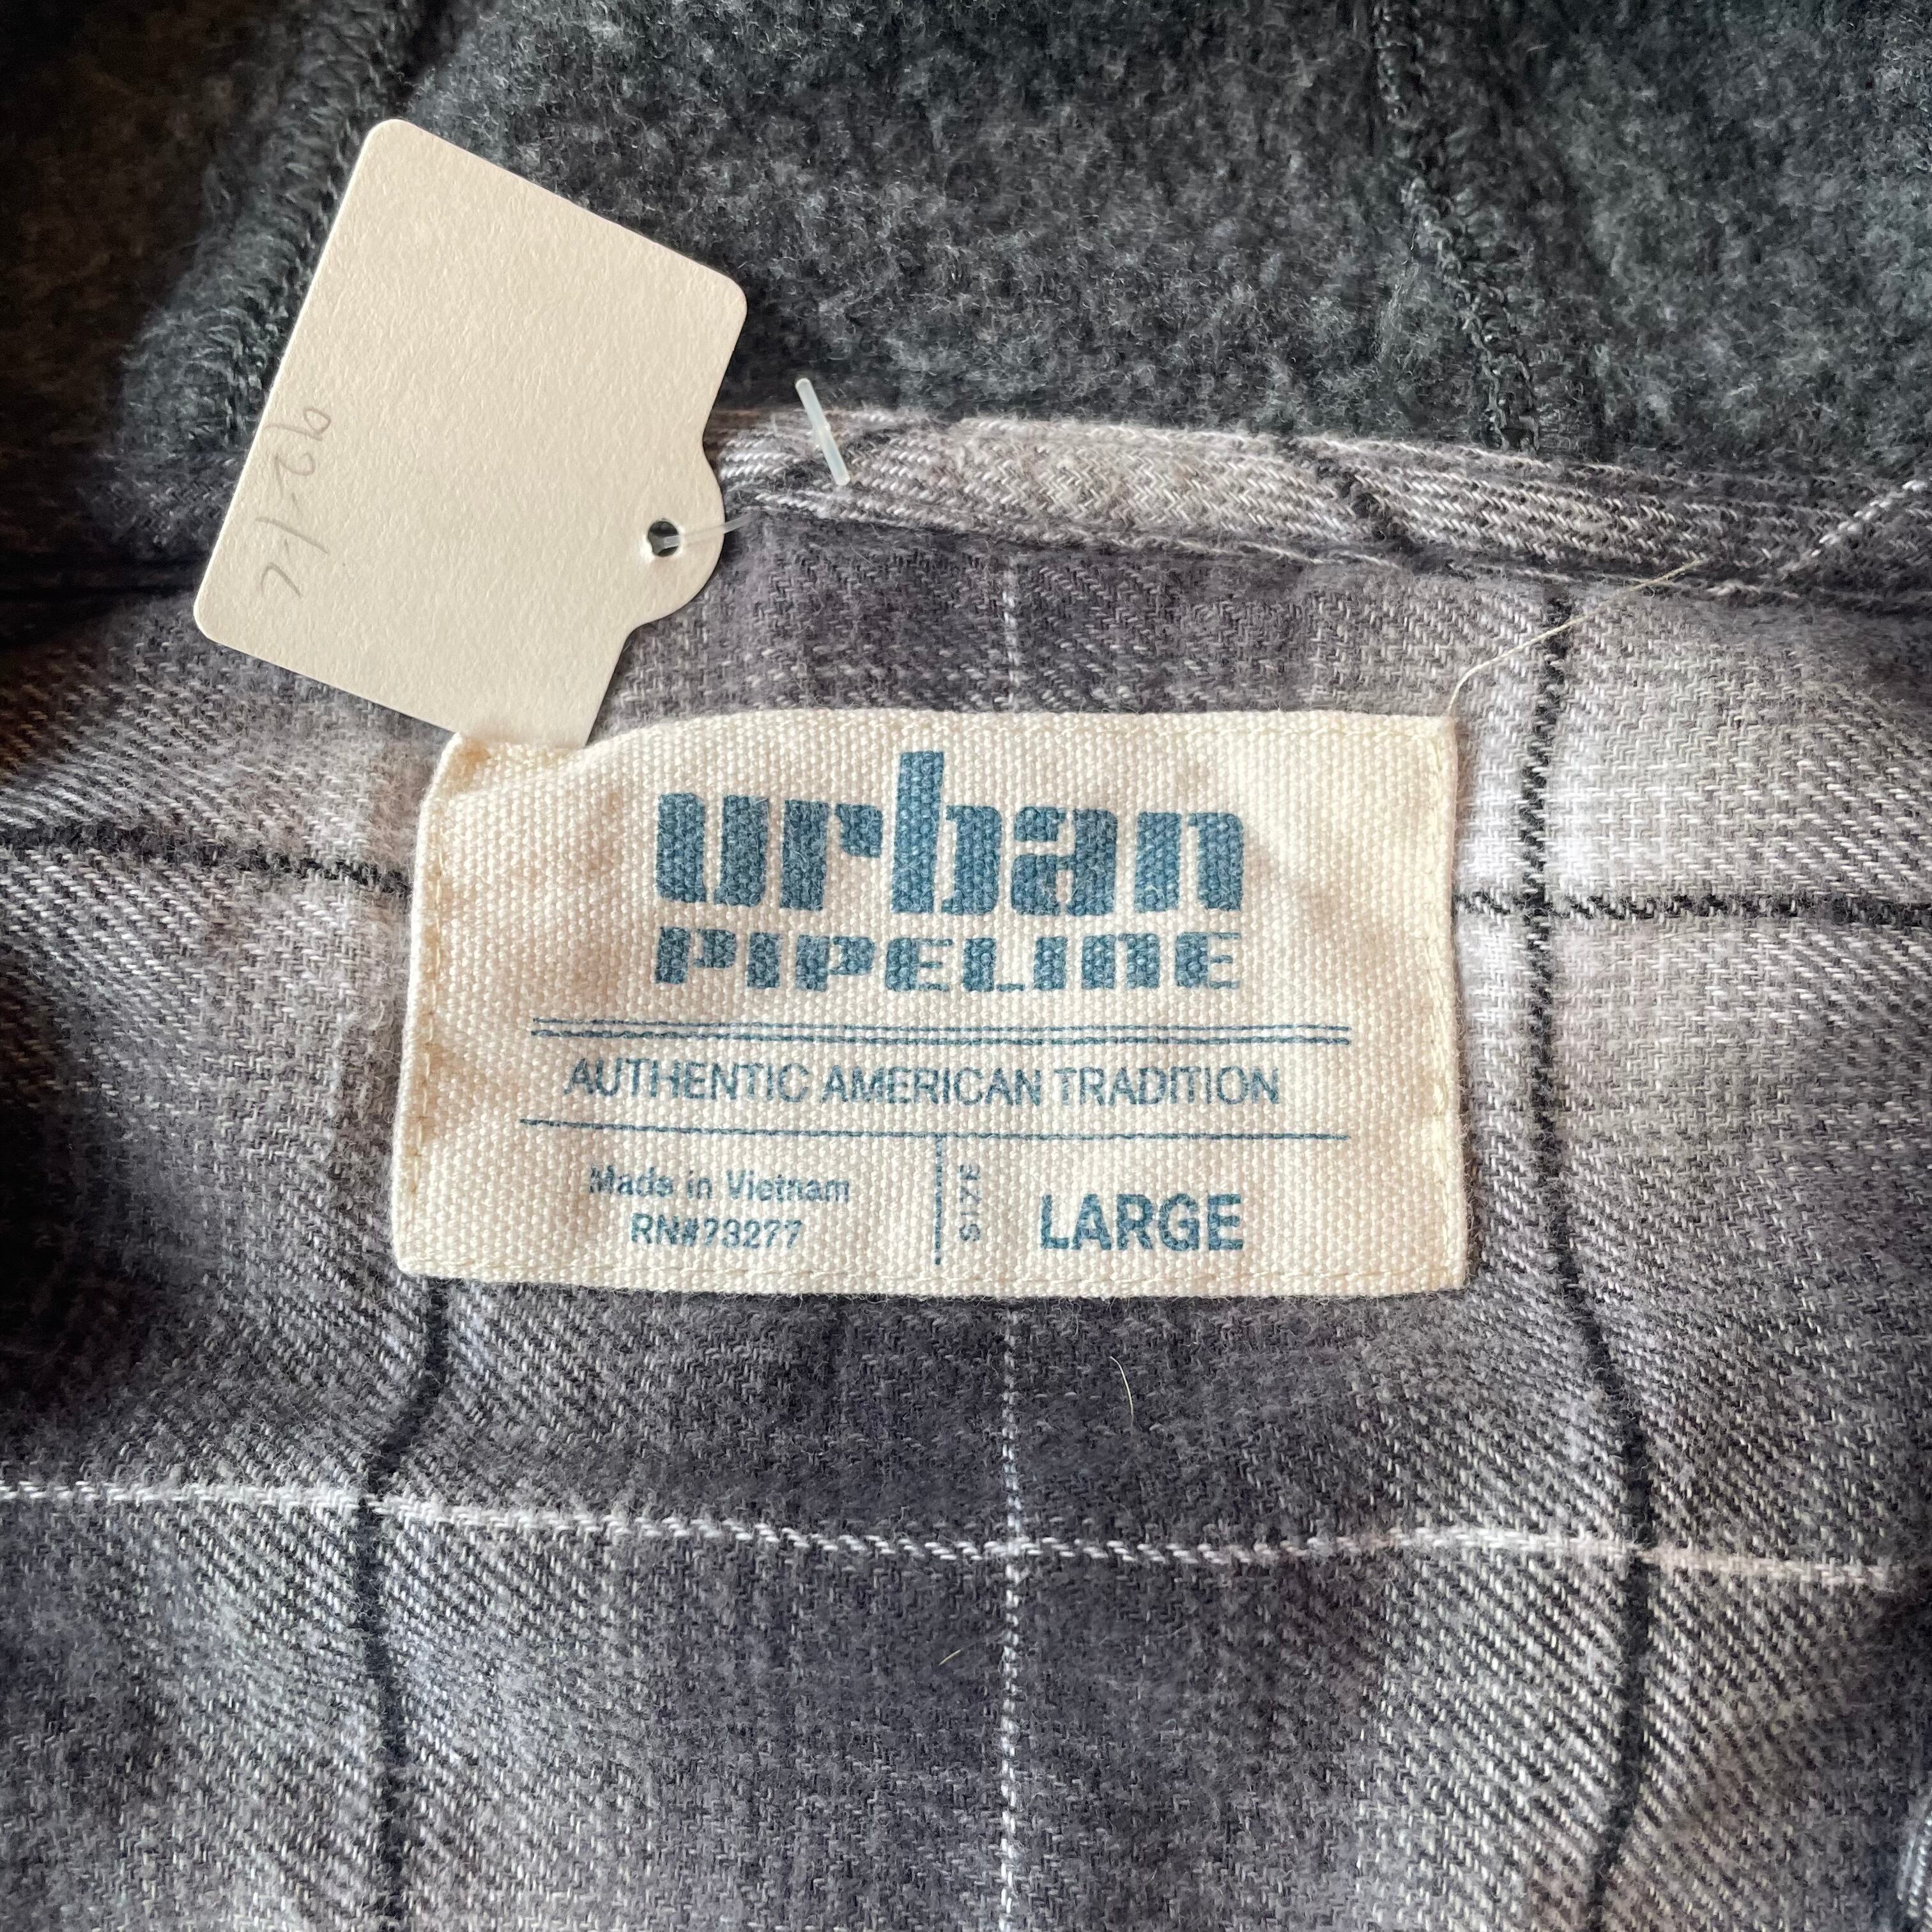 urban
PIPELINE
AUTHENTIC AMERICAN TRADITION
Made in Vietnam
RN#73277
SIZE
LARGE